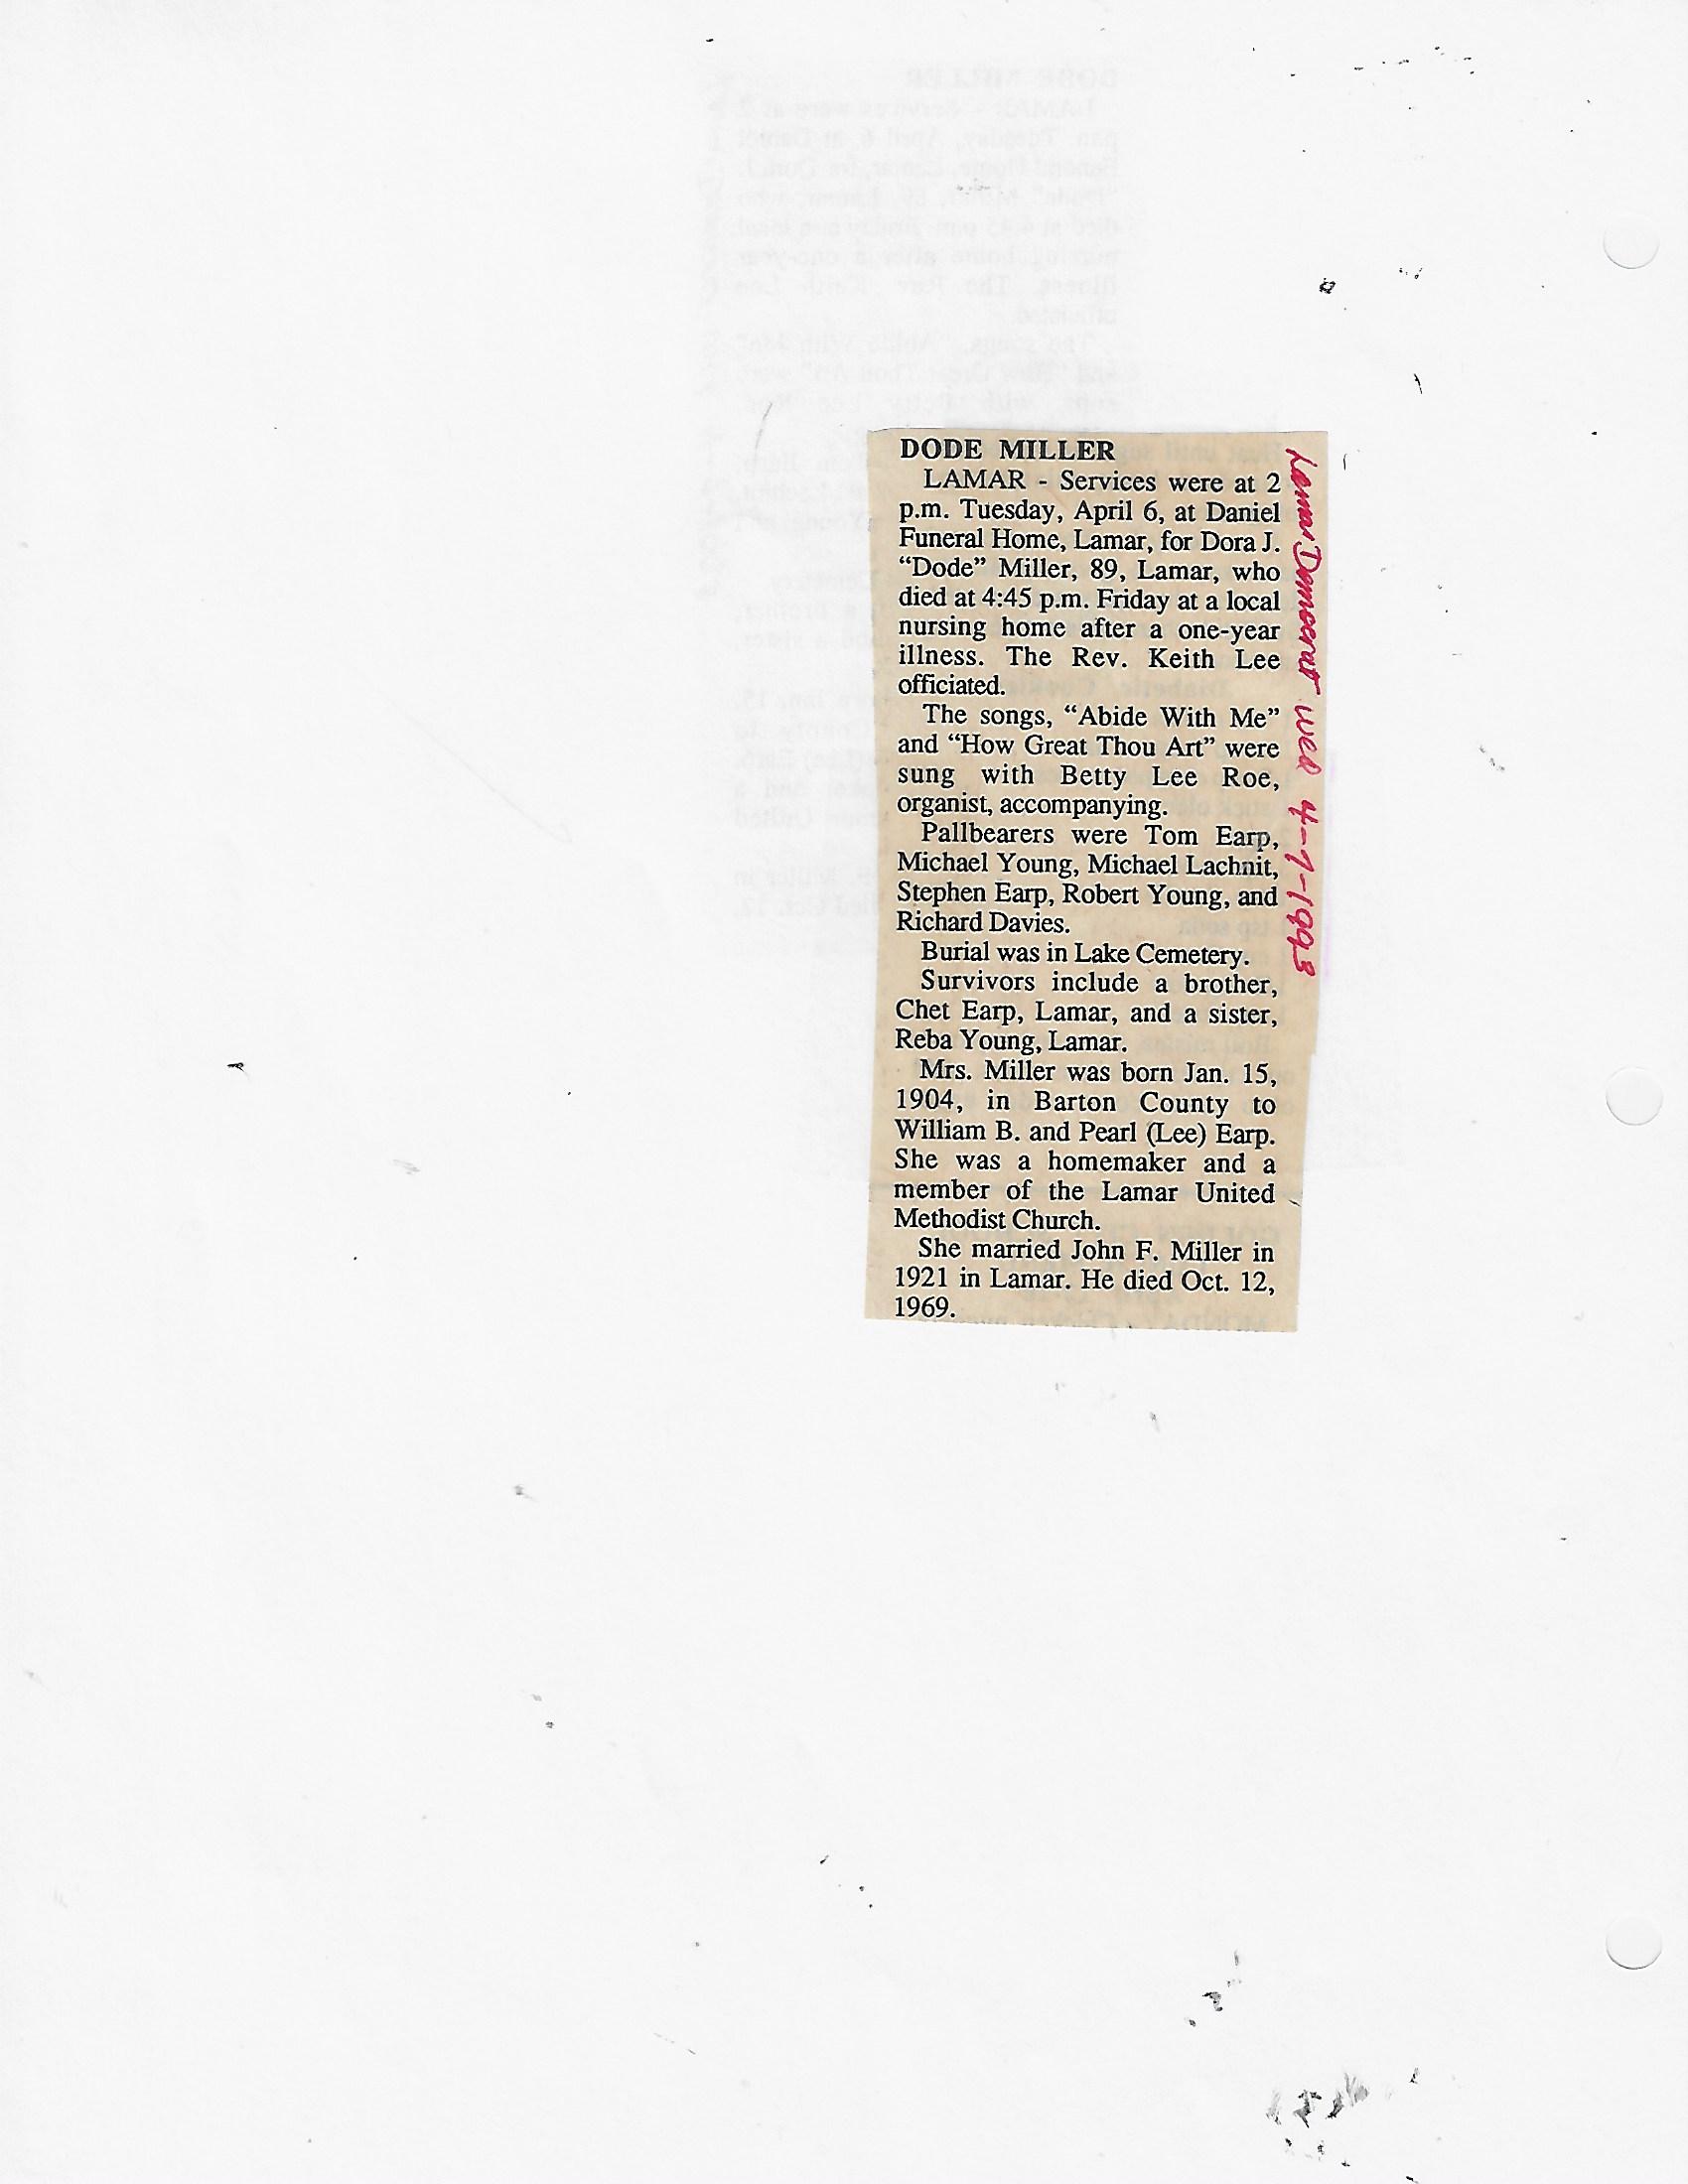 DODE MILLER
LAMAR - Services were at 2
p.m. Tuesday, April 6, at Daniel
Funeral Home, Lamar, for Dora J.
“Dode” Miller, 89, Lamar, who
died at 4:45 p.m. Friday at a local
nursing home after a one-year
illness. The Rev. Keith Lee
officiated.
The songs, “Abide With Me”
and “How Great Thou Art” were
sung with Betty Lee Roe,
organist, accompanying.
Pallbearers were Tom Earp,
Michael Young, Michael Lachnit,
Stephen Earp, Robert Young, and
Richard Davies.
Burial was in Lake Cemetery.
Survivors include a brother,
Chet Earp, Lamar, and a sister,
Reba Young, Lamar.
Mrs. Miller was born Jan. 15,
1904, in Barton County to
William B. and Pearl (Lee) Earp.
She was a homemaker and a
member of the Lamar United
Methodist Church.
She married John F. Miller in
1921 in Lamar. He died Oct. 12,
1969.
Lamar Democrat Wed 4-7-1993